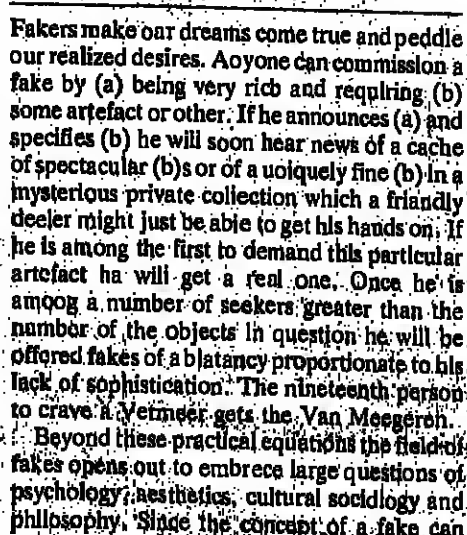 Fakers make our dreams come true and peddle
our realized desires. Anyone can commission a
fake by (a) being very rich and requiring (b)
some artefact or other. If he announces (a) and
specifies (b) he will soon hear news of a cache
of spectacular (b)s or of a uniquely fine (b) in a
mysterious private collection which a friendly
dealer might just be able to get his hands on. If
he is among the first to demand this particular
artefact he will get a real one. Once he is
among a number of seekers greater than the
number of the objects in question he will be
offered fakes of a blatancy proportionate to his
lack of sophistication. The nineteenth person
to crave a Vermeer gets the Van Meegeren.
Beyond these practical equations the field of
fakes opens out to embrace large questions of
psychology, aesthetics, cultural sociology and
philosophy. Since the concept of a fake can